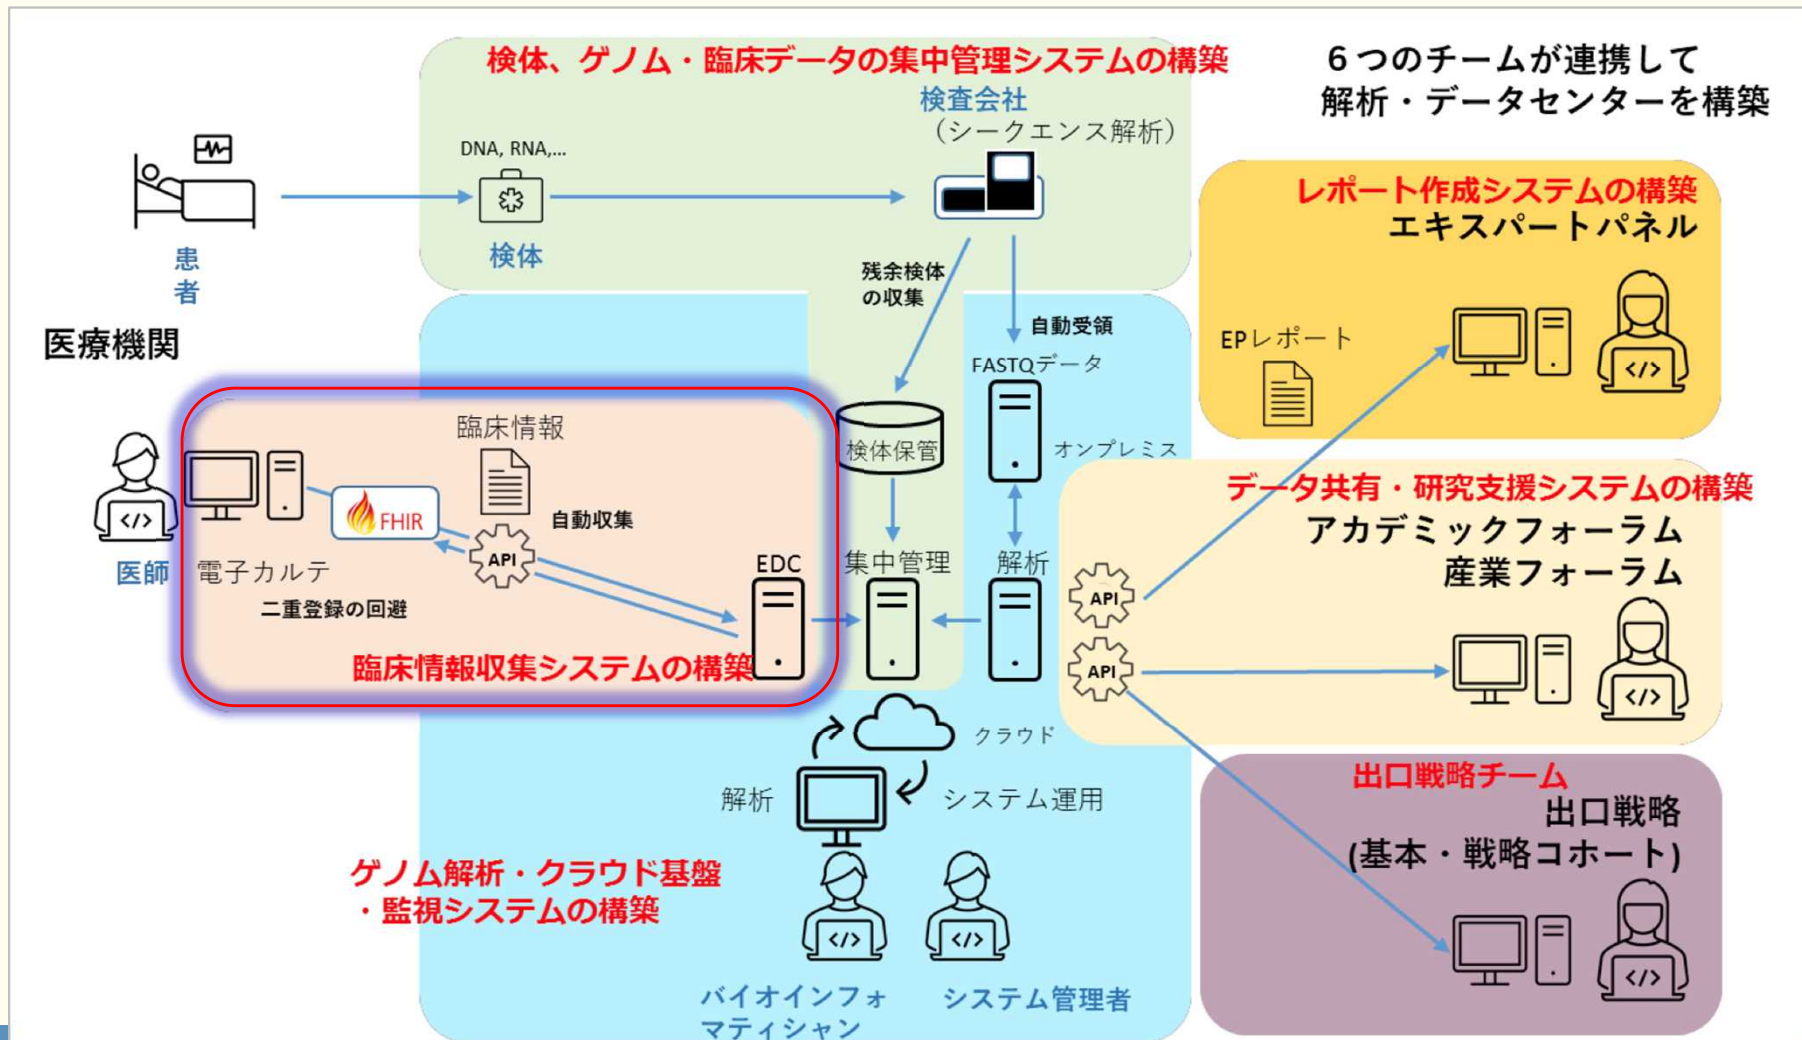 検体、ゲノム・臨床データの集中管理システムの構築
6つのチームが連携して
解析・データセンターを構築
検査会社
（シークエンス解析）
DNA, RNA,...
検体
患
者
医療機関
残余検体
の収集
自動受領
FASTQデータ
オンプレミス
検体保管
レポート作成システムの構築
エキスパートパネル
EPレポート
臨床情報
FHIR
自動収集
API
医師
電子カルテ
二重登録の回避
EDC
集中管理
解析
臨床情報収集システムの構築
データ共有・研究支援システムの構築
アカデミックフォーラム
産業フォーラム
API
API
クラウド
解析
システム運用
ゲノム解析・クラウド基盤
・監視システムの構築
バイオインフォ
マティシャン
システム管理者
出口戦略チーム
出口戦略
(基本・戦略コホート)